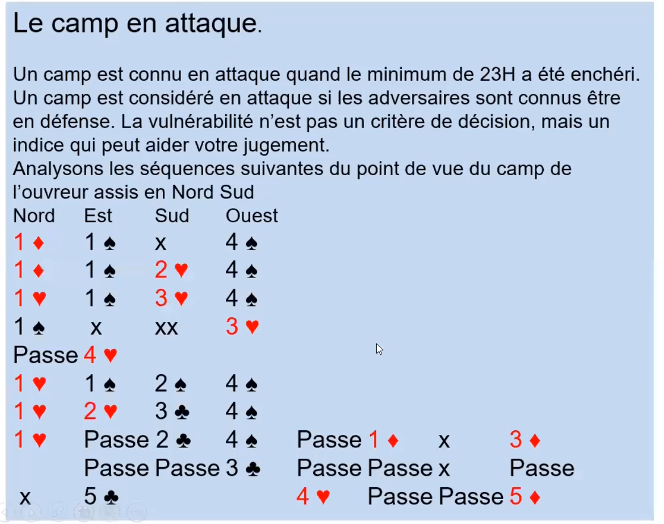 Le camp en attaque.
Un camp est connu en attaque quand le minimum de 23H a été enchéri.
Un camp est considéré en attaque si les adversaires sont connus être
en défense. La vulnérabilité n’est pas un critère de décision, mais un
indice qui peut aider votre jugement.
Analysons les séquences suivantes du point de vue du camp de
l’ouvreur assis en Nord Sud
Nord Est Sud Ouest
1 ♦ 1 ♠ x 4 ♠
1 ♦ 1 ♠ 2 ♥ 4 ♠
1 ♥ 1 ♠ 3 ♥ 4 ♠
1 ♠ x xx 3 ♥
Passe 4 ♥
1 ♥ 1 ♠ 2 ♠ 4 ♠
1 ♥ 2 ♥ 3 ♣ 4 ♠
1 ♥ Passe 2 ♣ 4 ♠ Passe 1 ♦ x 3 ♦
Passe Passe 3 ♣ Passe Passe x Passe
x 5 ♣ 4 ♥ Passe Passe 5 ♦